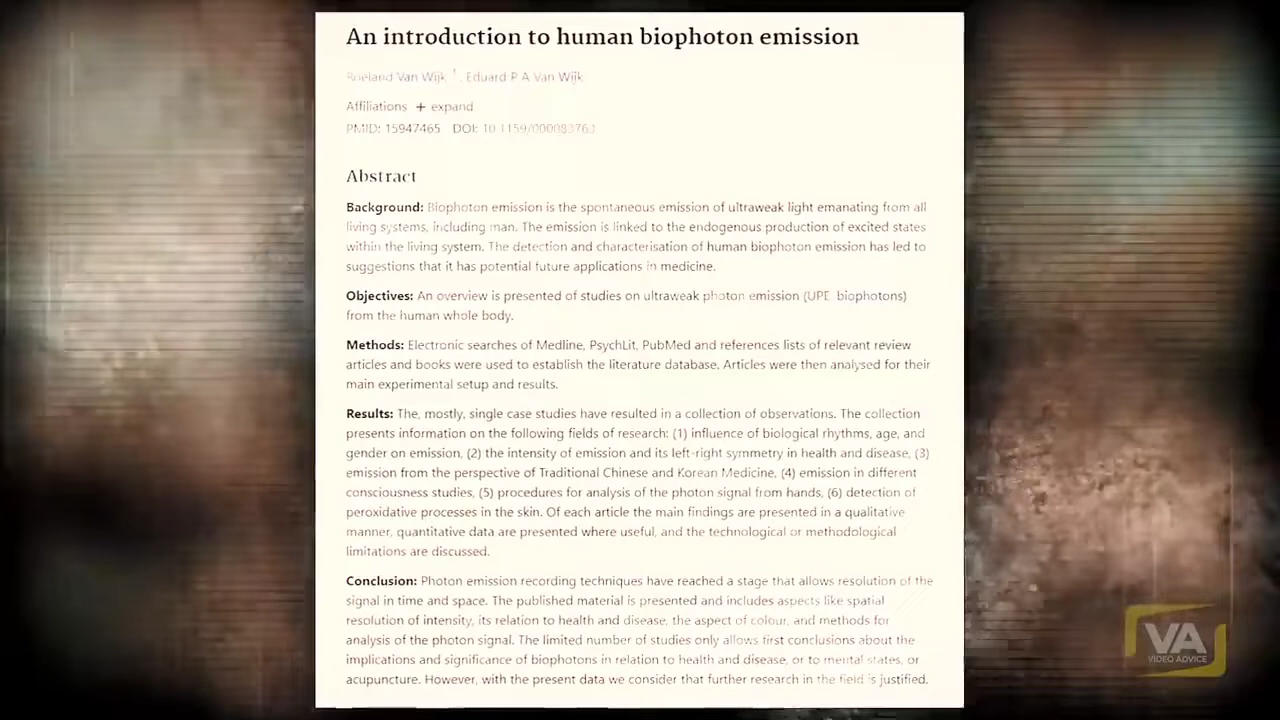 An introduction to human biophoton emission
Roeland Van Wijk 1, Eduard P A Van Wijk
Affiliations + expand
PMID: 15947465 DOI: 10.1159/000083763
Abstract
Background: Biophoton emission is the spontaneous emission of ultraweak light emanating from all
living systems, including man. The emission is linked to the endogenous production of excited states
within the living system. The detection and characterisation of human biophoton emission has led to
suggestions that it has potential future applications in medicine.
Objectives: An overview is presented of studies on ultraweak photon emission (UPE, biophotons)
from the human whole body.
Methods: Electronic searches of Medline, PsychLit, PubMed and references lists of relevant review
articles and books were used to establish the literature database. Articles were then analysed for their
main experimental setup and results.
Results: The, mostly, single case studies have resulted in a collection of observations. The collection
presents information on the following fields of research: (1) influence of biological rhythms, age, and
gender on emission, (2) the intensity of emission and its left-right symmetry in health and disease, (3)
emission from the perspective of Traditional Chinese and Korean Medicine, (4) emission in different
consciousness studies, (5) procedures for analysis of the photon signal from hands, (6) detection of
peroxidative processes in the skin. Of each article the main findings are presented in a qualitative
manner, quantitative data are presented where useful, and the technological or methodological
limitations are discussed.
Conclusion: Photon emission recording techniques have reached a stage that allows resolution of the
signal in time and space. The published material is presented and includes aspects like spatial
resolution of intensity, its relation to health and disease, the aspect of colour, and methods for
analysis of the photon signal. The limited number of studies only allows first conclusions about the
implications and significance of biophotons in relation to health and disease, or to mental states, or
acupuncture. However, with the present data we consider that further research in the field is justified.
VA
VIDEO ADVICE